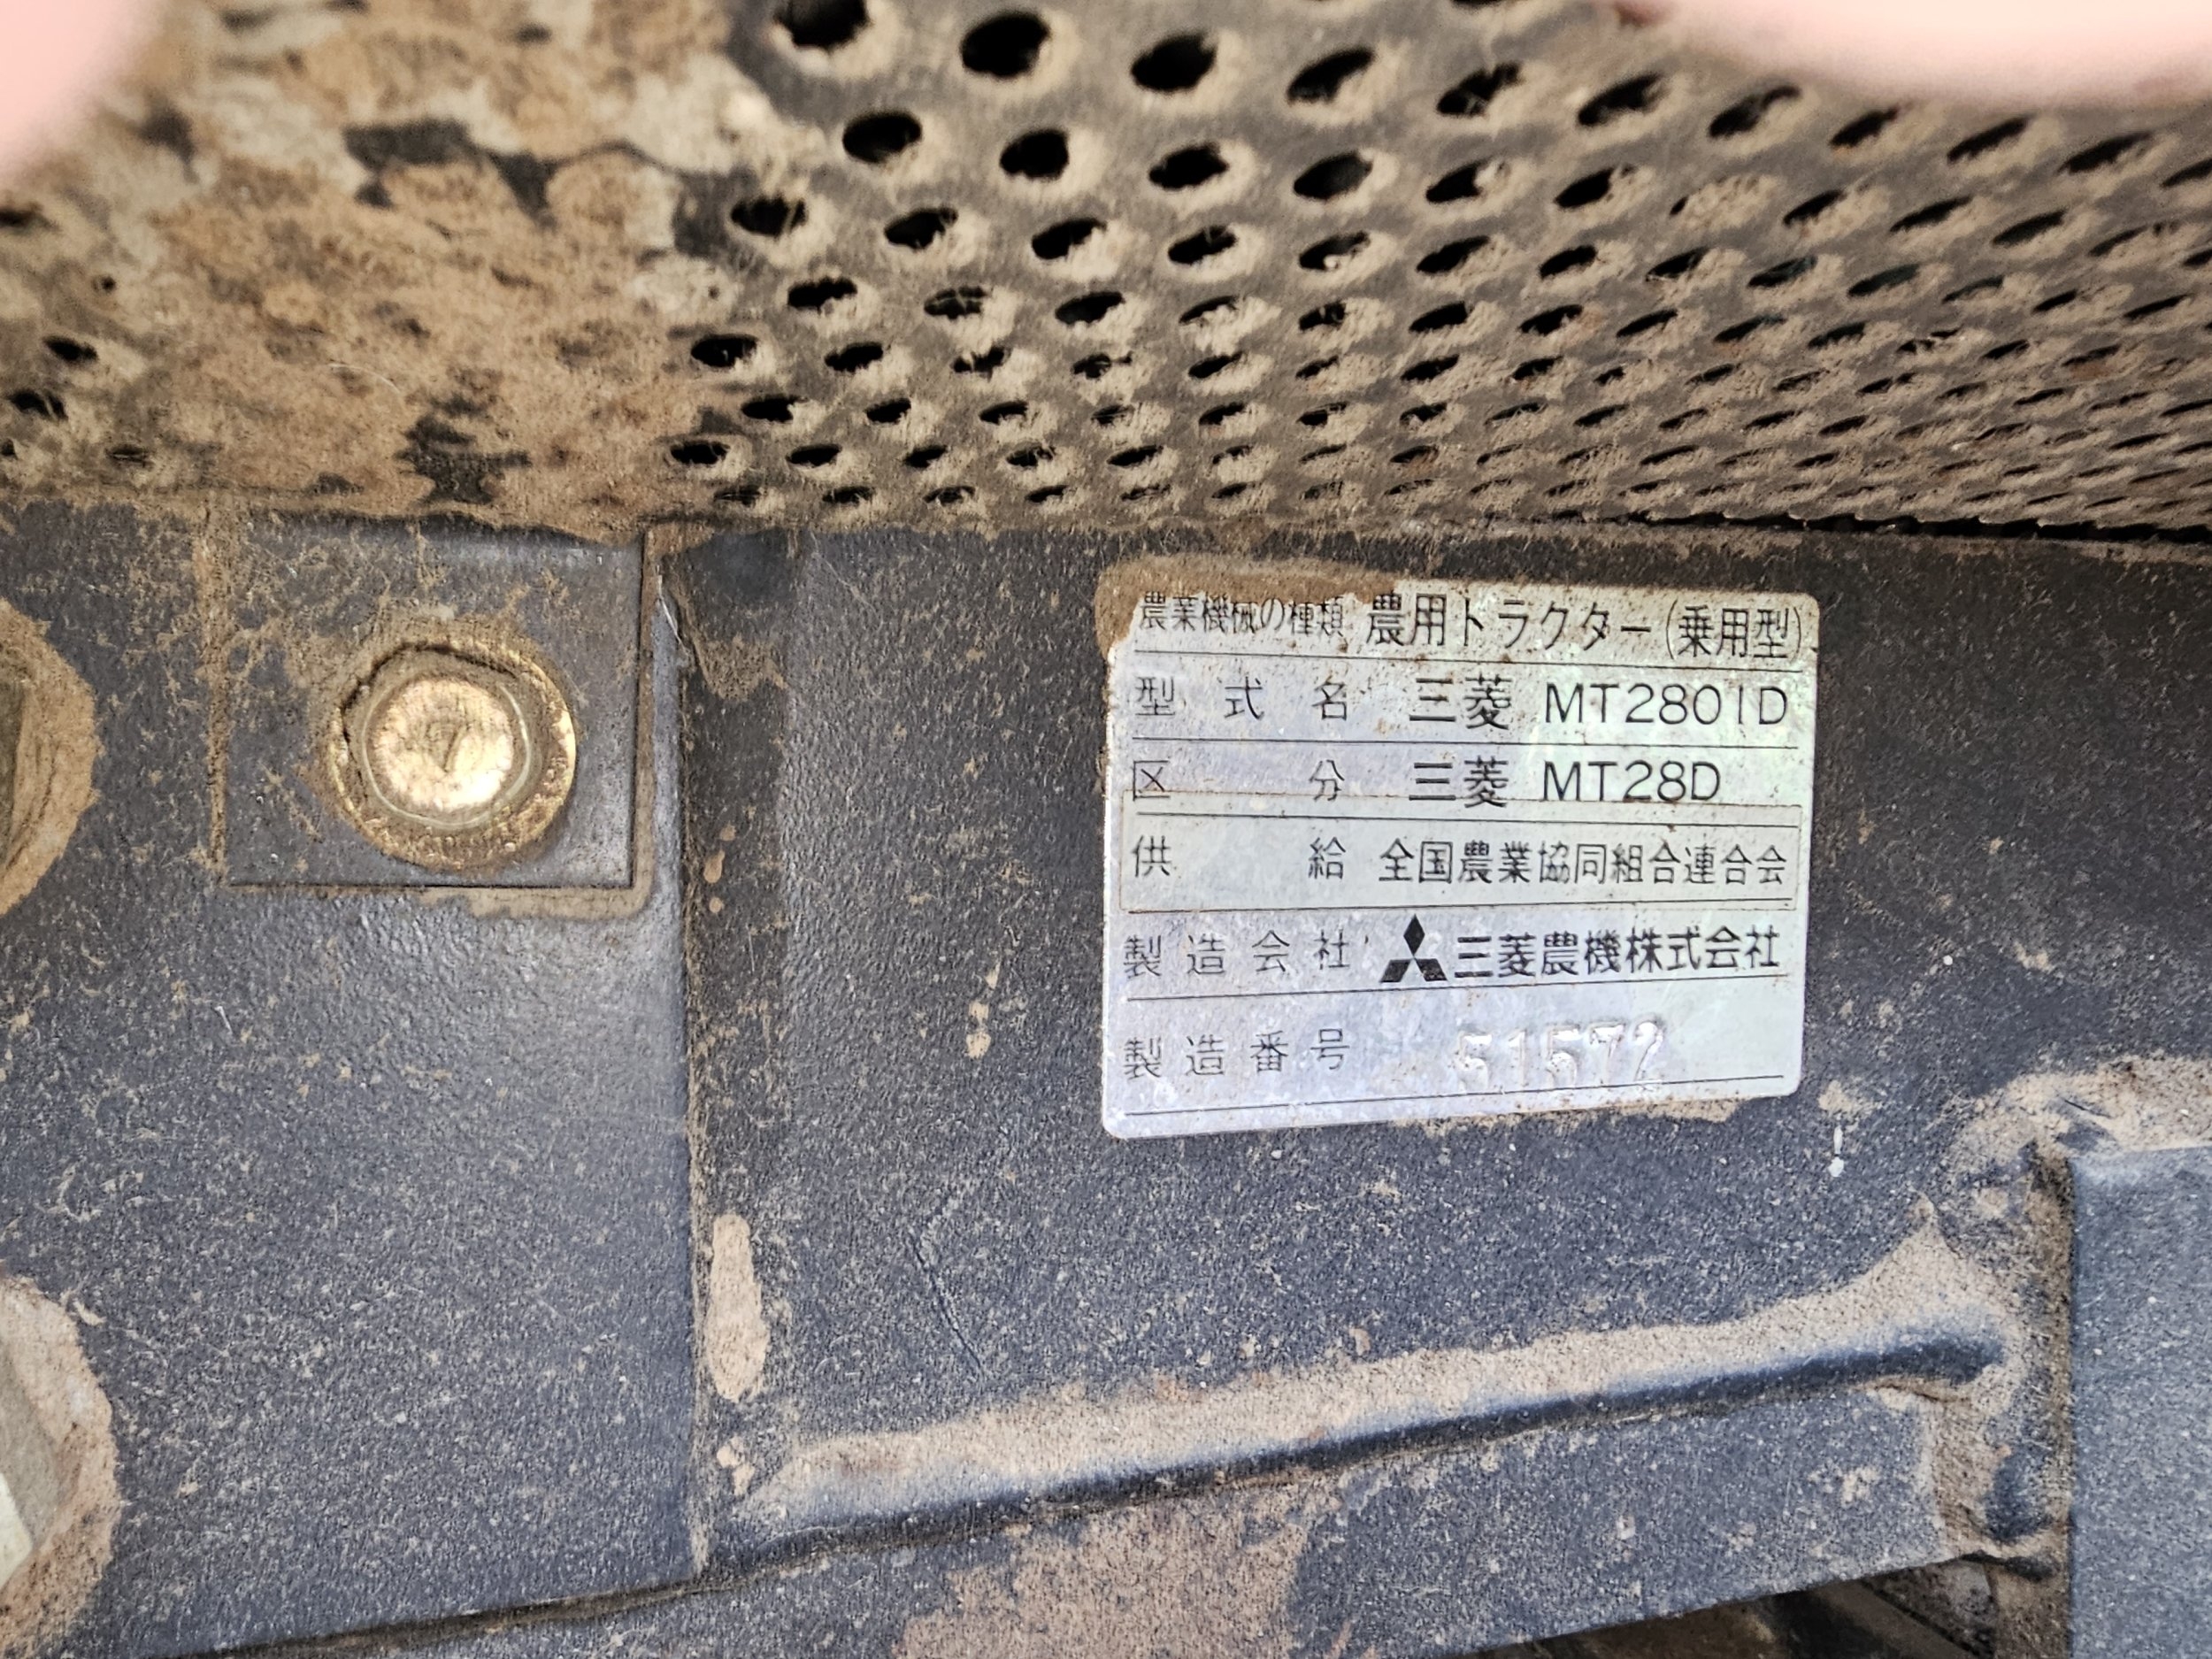 農業機械の種類 農用トラクター(乗用型)
型式名 三菱 MT2801D
区分 三菱 MT28D
供給 全国農業協同組合連合会
製造会社 三菱農機株式会社
製造番号 51572